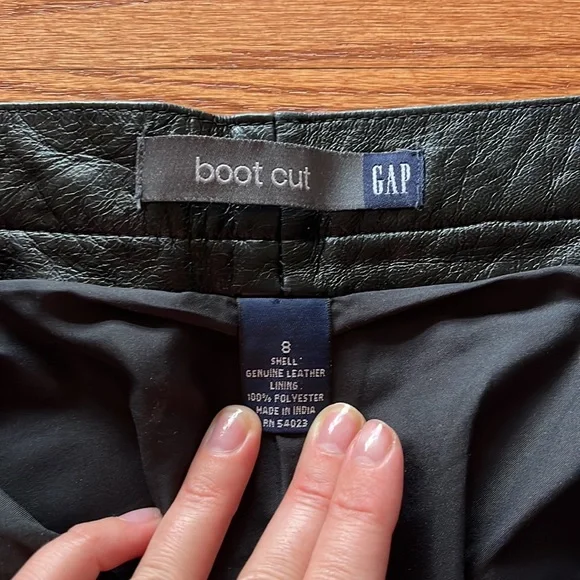 boot cut GAP
8
SHELL:
GENUINE LEATHER
LINING:
100% POLYESTER
MADE IN INDIA
RN 54023